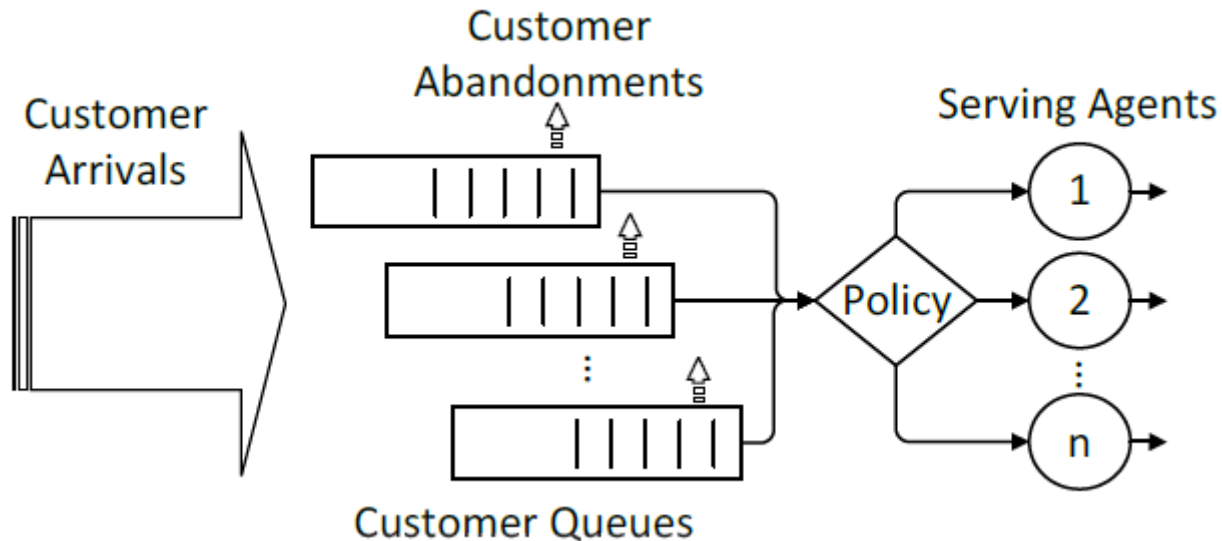 Customer
Abandonments
Customer
Arrivals
Serving Agents
1
Policy
2
⋮
⋮
n
Customer Queues